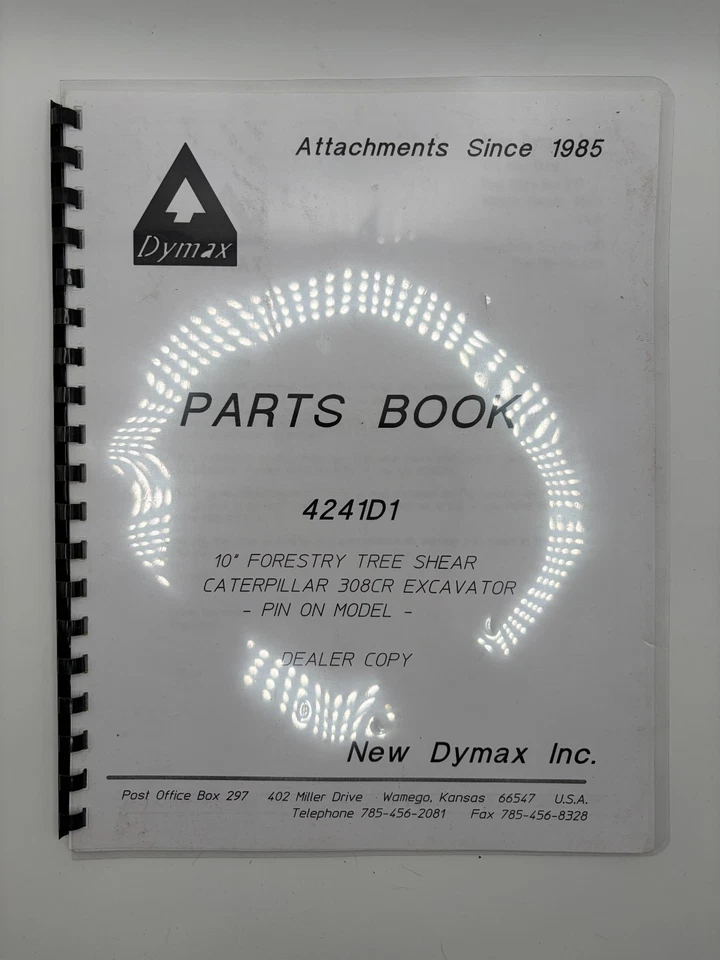 Attachments Since 1985
Dymax
PARTS BOOK
4241D1
10" FORESTRY TREE SHEAR
CATERPILLAR 308CR EXCAVATOR
- PIN ON MODEL -
DEALER COPY
New Dymax Inc.
Post Office Box 297 402 Miller Drive Wamego, Kansas 66547 U.S.A.
Telephone 785-456-2081 Fax 785-456-8328